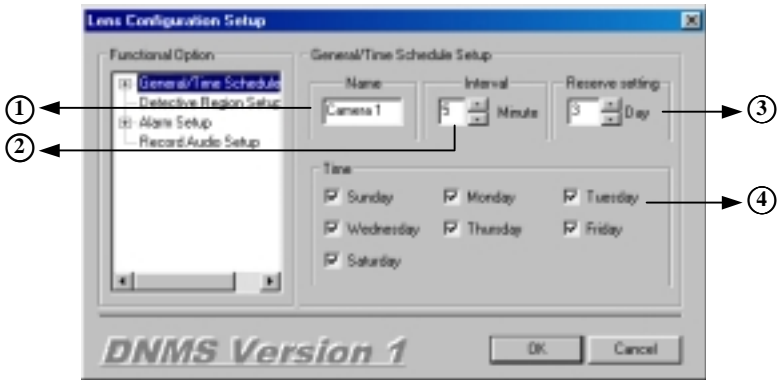 Lens Configuration Setup
Functional Option
General/Time Schedule
Detective Region Setup
Alarm Setup
Record Audio Setup
General/Time Schedule Setup
Name
Camera 1
Interval
5 Minute
Reserve setting
3 Day
Time
Sunday Monday Tuesday
Wednesday Thursday Friday
Saturday
1
2
3
4
DNMS Version 1
OK Cancel